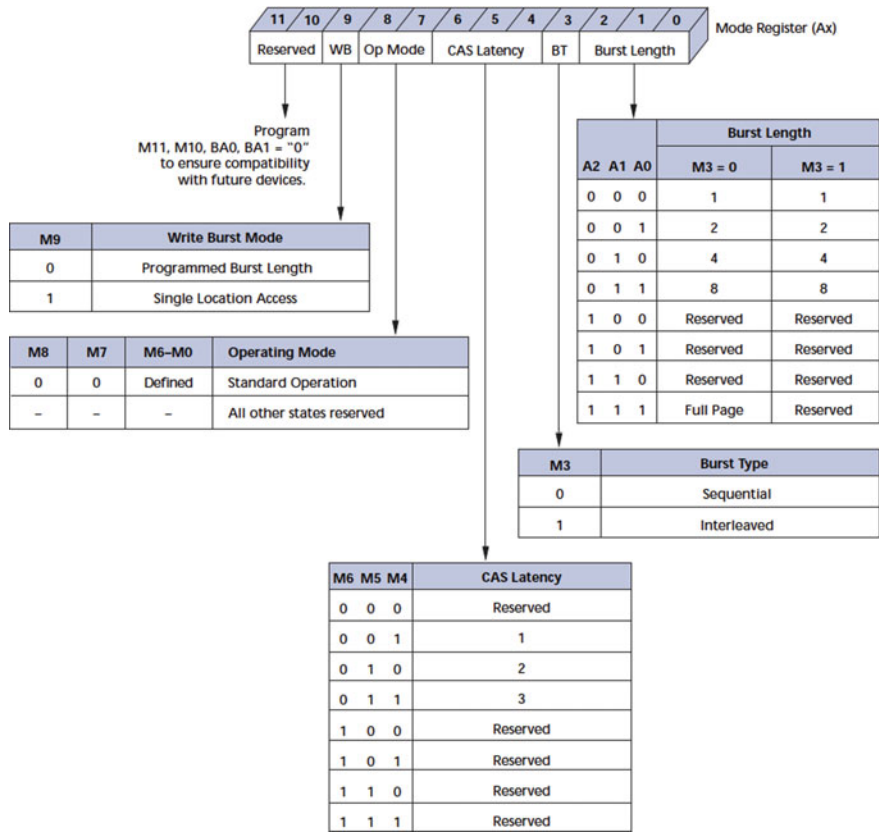 11 10 9 8 7 6 5 4 3 2 1 0
Mode Register (Ax)
Reserved WB Op Mode CAS Latency BT Burst Length
Program
M11, M10, BA0, BA1 = "0"
to ensure compatibility
with future devices.
M9 Write Burst Mode
0 Programmed Burst Length
1 Single Location Access
M8 M7 M6–M0 Operating Mode
0 0 Defined Standard Operation
– – – All other states reserved
Burst Length
A2 A1 A0 M3 = 0 M3 = 1
0 0 0 1 1
0 0 1 2 2
0 1 0 4 4
0 1 1 8 8
1 0 0 Reserved Reserved
1 0 1 Reserved Reserved
1 1 0 Reserved Reserved
1 1 1 Full Page Reserved
M3 Burst Type
0 Sequential
1 Interleaved
M6 M5 M4 CAS Latency
0 0 0 Reserved
0 0 1 1
0 1 0 2
0 1 1 3
1 0 0 Reserved
1 0 1 Reserved
1 1 0 Reserved
1 1 1 Reserved